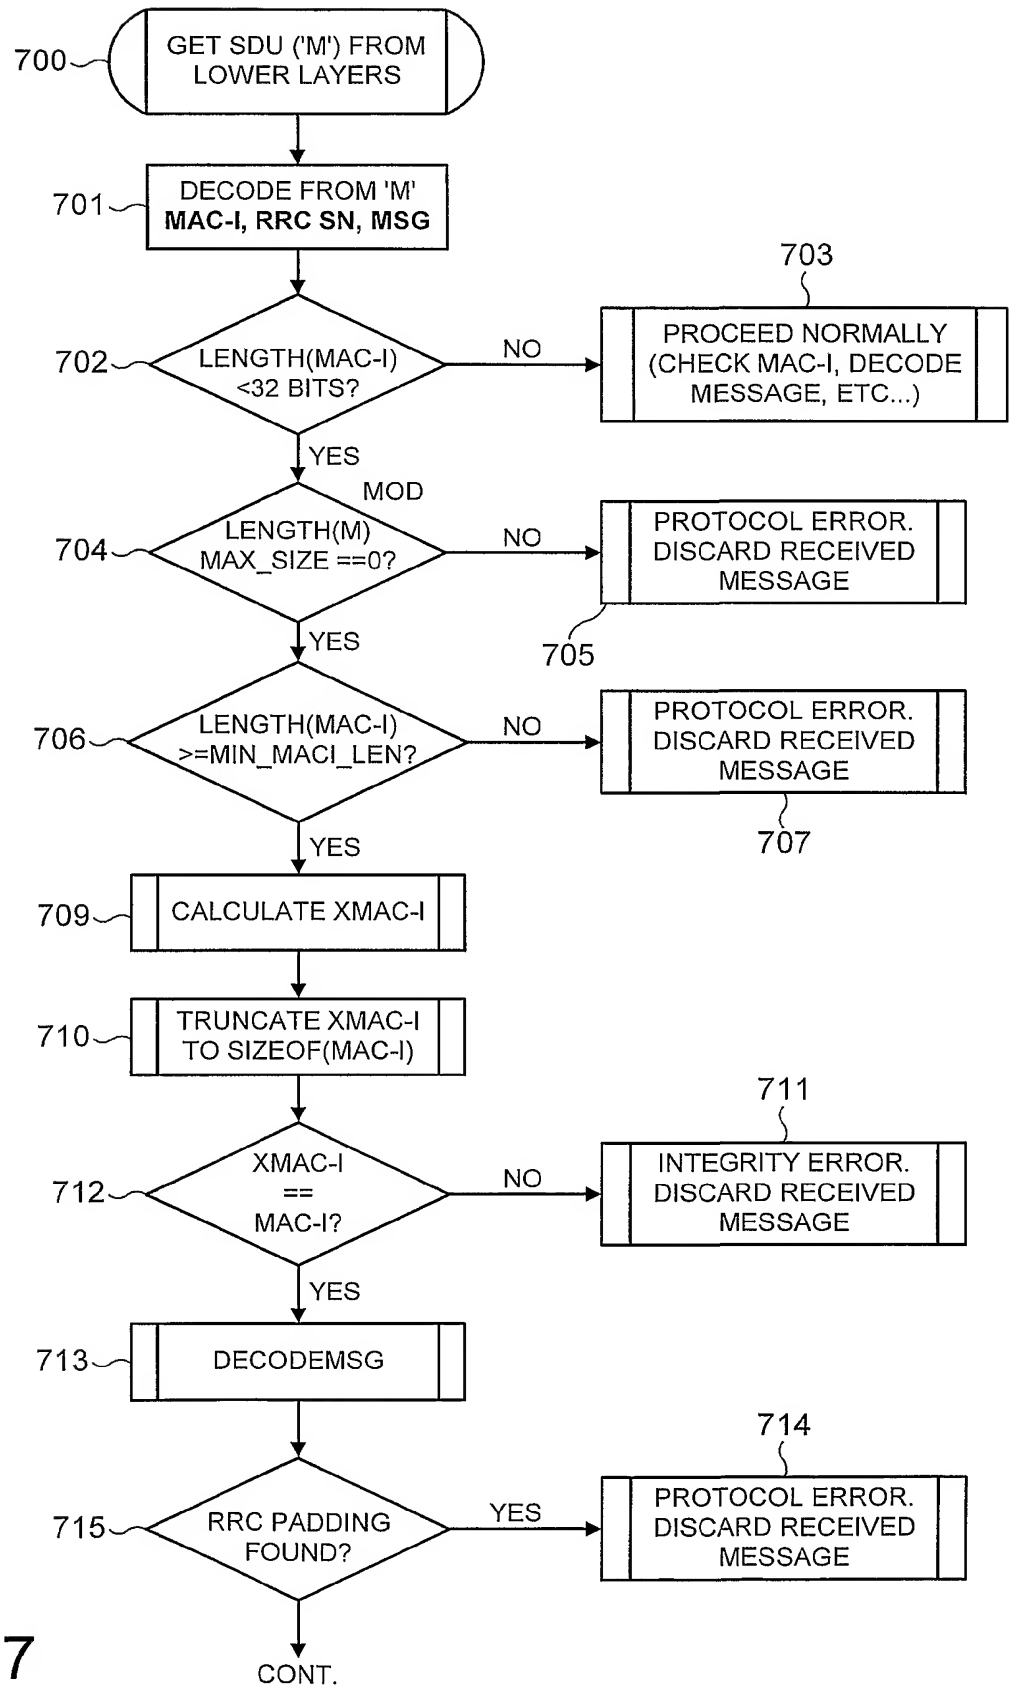 700
GET SDU ('M') FROM
LOWER LAYERS
701
DECODE FROM 'M'
MAC-I, RRC SN, MSG
702
LENGTH(MAC-I)
<32 BITS?
NO
703
PROCEED NORMALLY
(CHECK MAC-I, DECODE
MESSAGE, ETC...)
YES
704
MOD
LENGTH(M)
MAX_SIZE ==0?
NO
PROTOCOL ERROR.
DISCARD RECEIVED
MESSAGE
705
YES
706
LENGTH(MAC-I)
>=MIN_MACI_LEN?
NO
PROTOCOL ERROR.
DISCARD RECEIVED
MESSAGE
707
YES
709
CALCULATE XMAC-I
710
TRUNCATE XMAC-I
TO SIZEOF(MAC-I)
712
XMAC-I
==
MAC-I?
NO
711
INTEGRITY ERROR.
DISCARD RECEIVED
MESSAGE
YES
713
DECODEMSG
715
RRC PADDING
FOUND?
YES
714
PROTOCOL ERROR.
DISCARD RECEIVED
MESSAGE
CONT.
7